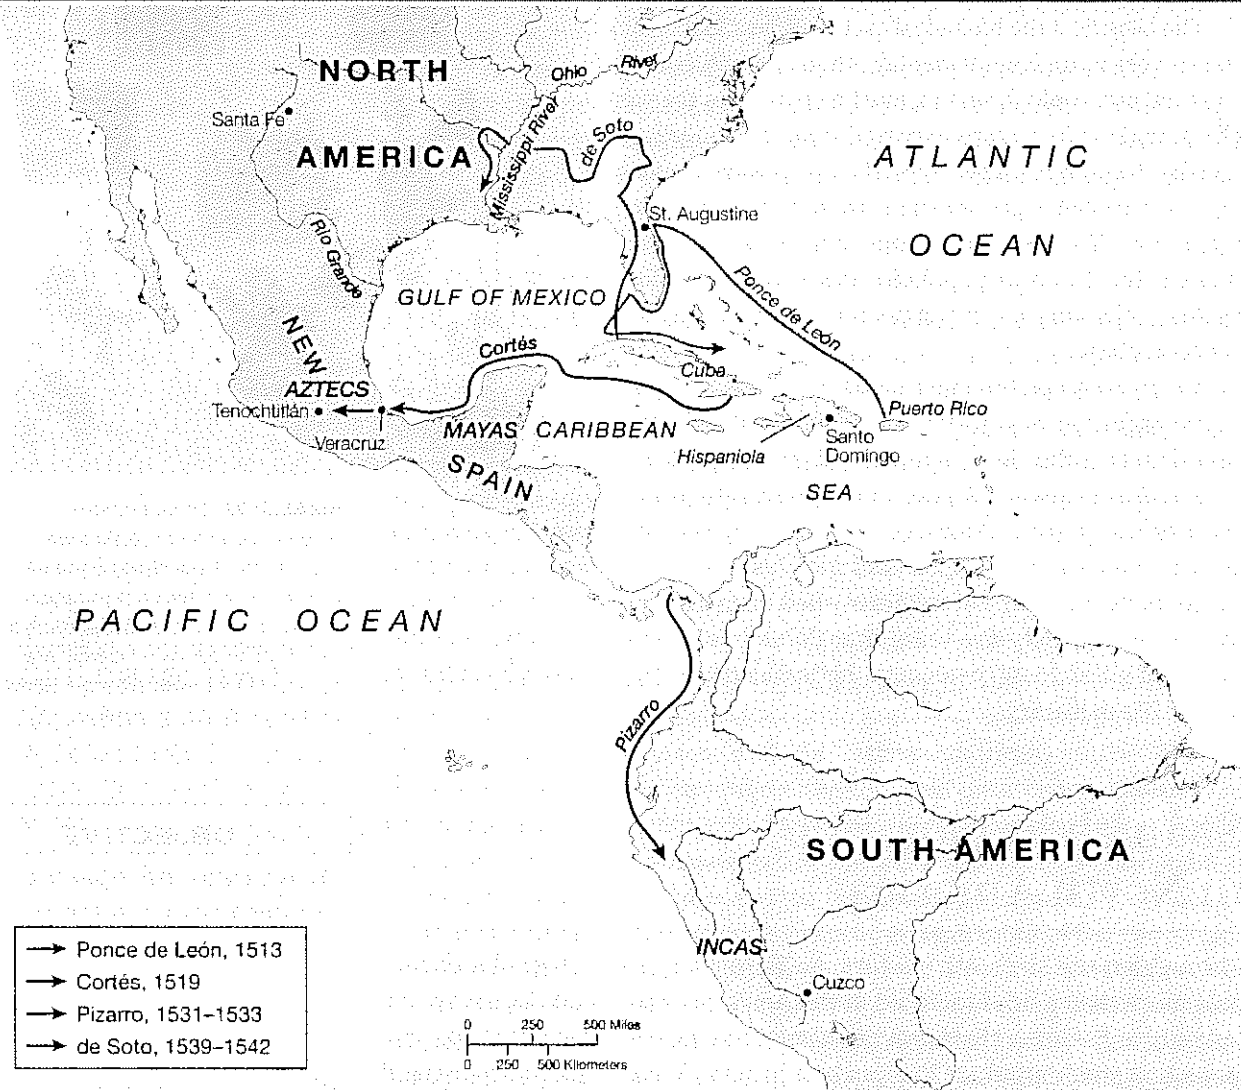 NORTH
AMERICA
Ohio
River
Santa Fe
Mississippi River
de Soto
ATLANTIC
OCEAN
St. Augustine
Rio Grande
GULF OF MEXICO
Ponce de León
NEW
SPAIN
Cortés
Cuba
AZTECS
Tenochtitlán
Veracruz
MAYAS
CARIBBEAN
SEA
Puerto Rico
Hispaniola
Santo
Domingo
PACIFIC OCEAN
Pizarro
SOUTH AMERICA
INCAS
Cuzco
Ponce de León, 1513
Cortés, 1519
Pizarro, 1531–1533
de Soto, 1539–1542
0 250 500 Miles
0 250 500 Kilometers